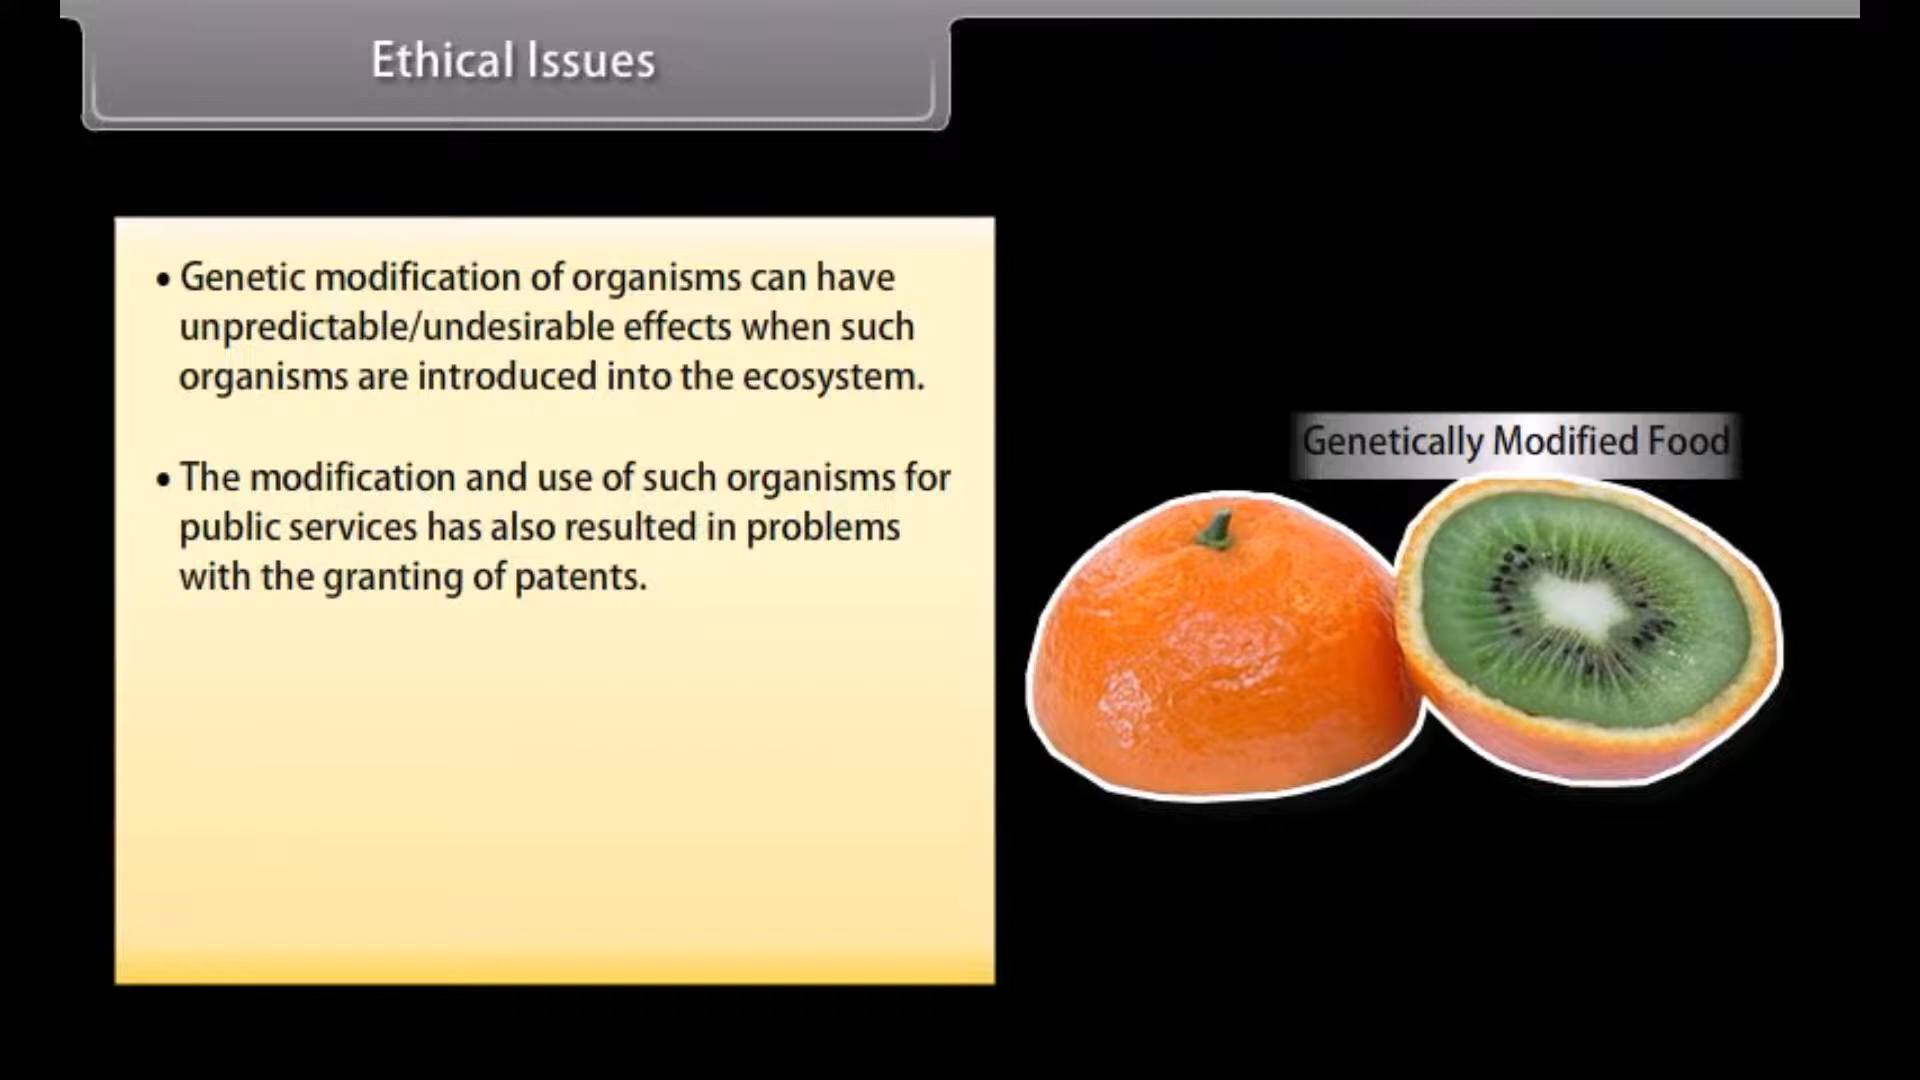 Ethical Issues
• Genetic modification of organisms can have
unpredictable/undesirable effects when such
organisms are introduced into the ecosystem.
• The modification and use of such organisms for
public services has also resulted in problems
with the granting of patents.
Genetically Modified Food